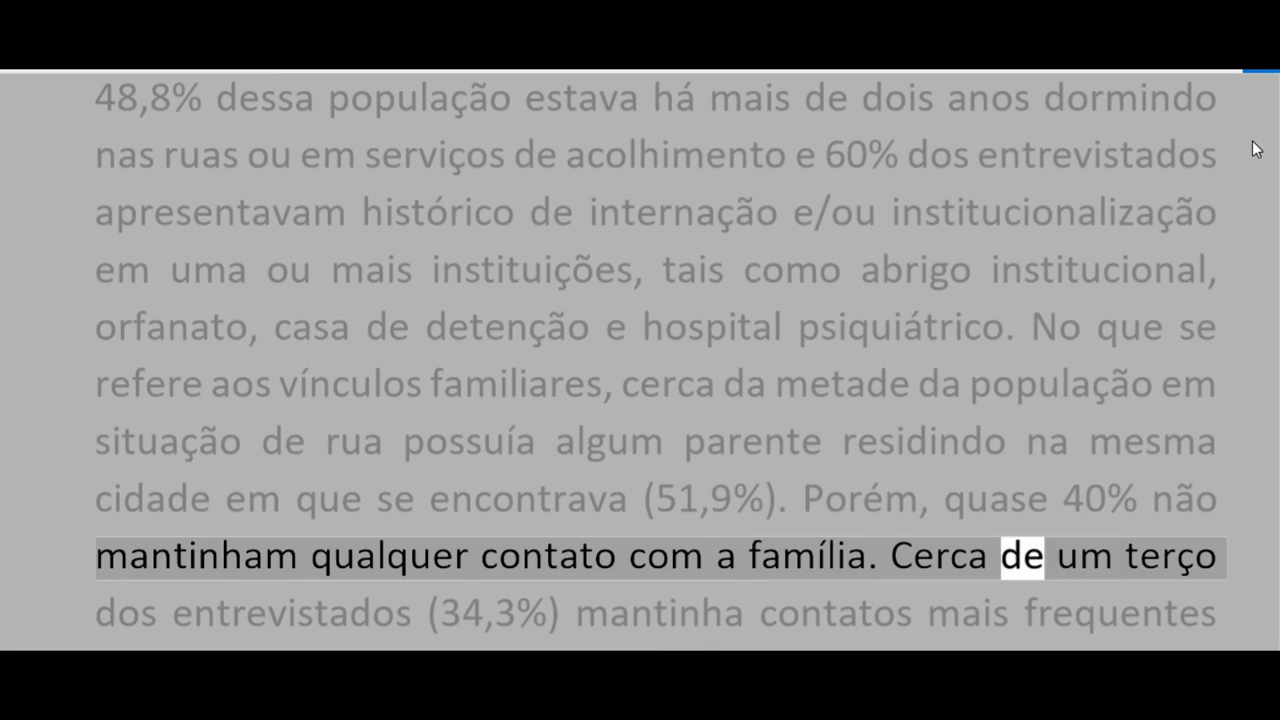 48,8% dessa população estava há mais de dois anos dormindo
nas ruas ou em serviços de acolhimento e 60% dos entrevistados
apresentavam histórico de internação e/ou institucionalização
em uma ou mais instituições, tais como abrigo institucional,
orfanato, casa de detenção e hospital psiquiátrico. No que se
refere aos vínculos familiares, cerca da metade da população em
situação de rua possuía algum parente residindo na mesma
cidade em que se encontrava (51,9%). Porém, quase 40% não
mantinham qualquer contato com a família. Cerca de um terço
dos entrevistados (34,3%) mantinha contatos mais frequentes